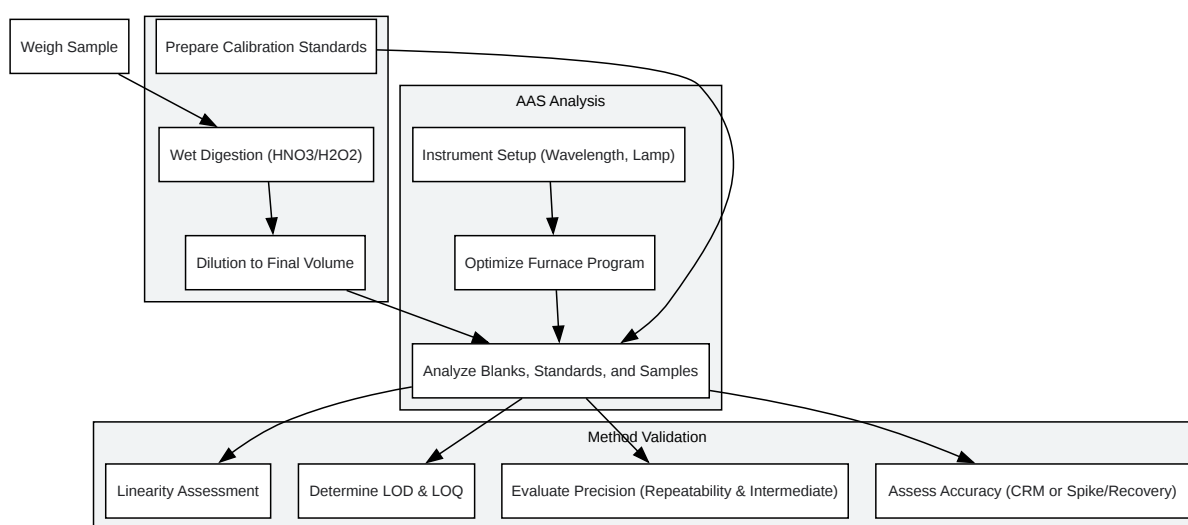 Weigh Sample
Prepare Calibration Standards
AAS Analysis
Wet Digestion (HNO3/H2O2)
Instrument Setup (Wavelength, Lamp)
Dilution to Final Volume
Optimize Furnace Program
Analyze Blanks, Standards, and Samples
Method Validation
Linearity Assessment
Determine LOD & LOQ
Evaluate Precision (Repeatability & Intermediate)
Assess Accuracy (CRM or Spike/Recovery)